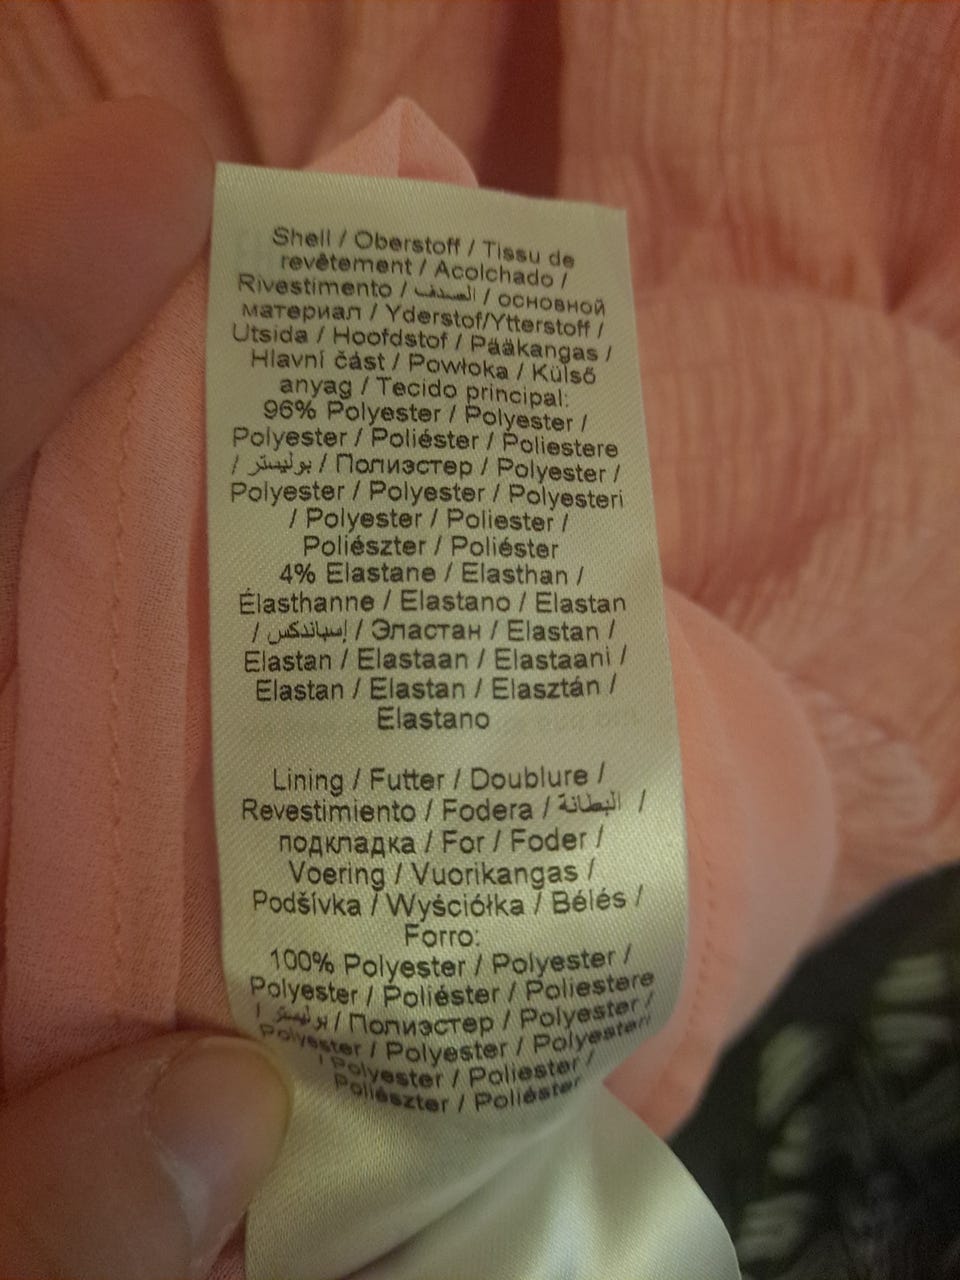 Shell / Oberstoff / Tissu de
revêtement / Acolchado /
Rivestimento / الصدف / основной
материал / Yderstof/Ytterstoff /
Utsida / Hoofdstof / Pääkangas /
Hlavní část / Powłoka / Külső
anyag / Tecido principal:
96% Polyester / Polyester /
Polyester / Poliéster / Poliestere
/ بوليستر / Полиэстер / Polyester /
Polyester / Polyester / Polyesteri
/ Polyester / Poliester /
Poliészter / Poliéster
4% Elastane / Elasthan /
Élasthanne / Elastano / Elastan
/ إسباندكس / Эластан / Elastan /
Elastan / Elastaan / Elastaani /
Elastan / Elastan / Elasztán /
Elastano
Lining / Futter / Doublure /
Revestimiento / Fodera / البطانة /
подкладка / For / Foder /
Voering / Vuorikangas /
Podšívka / Wyściółka / Bélés /
Forro:
100% Polyester / Polyester /
Polyester / Poliéster / Poliestere
/ بوليستر / Полиэстер / Polyester /
Polyester / Polyester / Polyesteri
/ Polyester / Poliester /
Poliészter / Poliéster